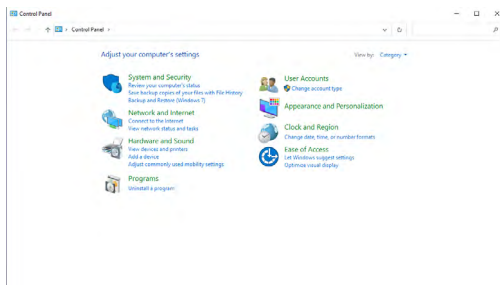 Control Panel
Control Panel
Adjust your computer's settings
View by: Category
System and Security
Review your computer's status
Save backup copies of your files with File History
Backup and Restore (Windows 7)
Network and Internet
Connect to the Internet
View network status and tasks
Hardware and Sound
View devices and printers
Add a device
Adjust commonly used mobility settings
Programs
Uninstall a program
User Accounts
Change account type
Appearance and Personalization
Clock and Region
Change date, time, or number formats
Ease of Access
Let Windows suggest settings
Optimize visual display